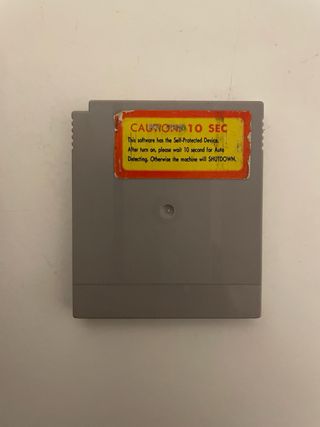 CAUTION 10 SEC
This software has the Self-Protected Device.
After turn on, please wait 10 second for Auto
Detecting. Otherwise the machine will SHUTDOWN.